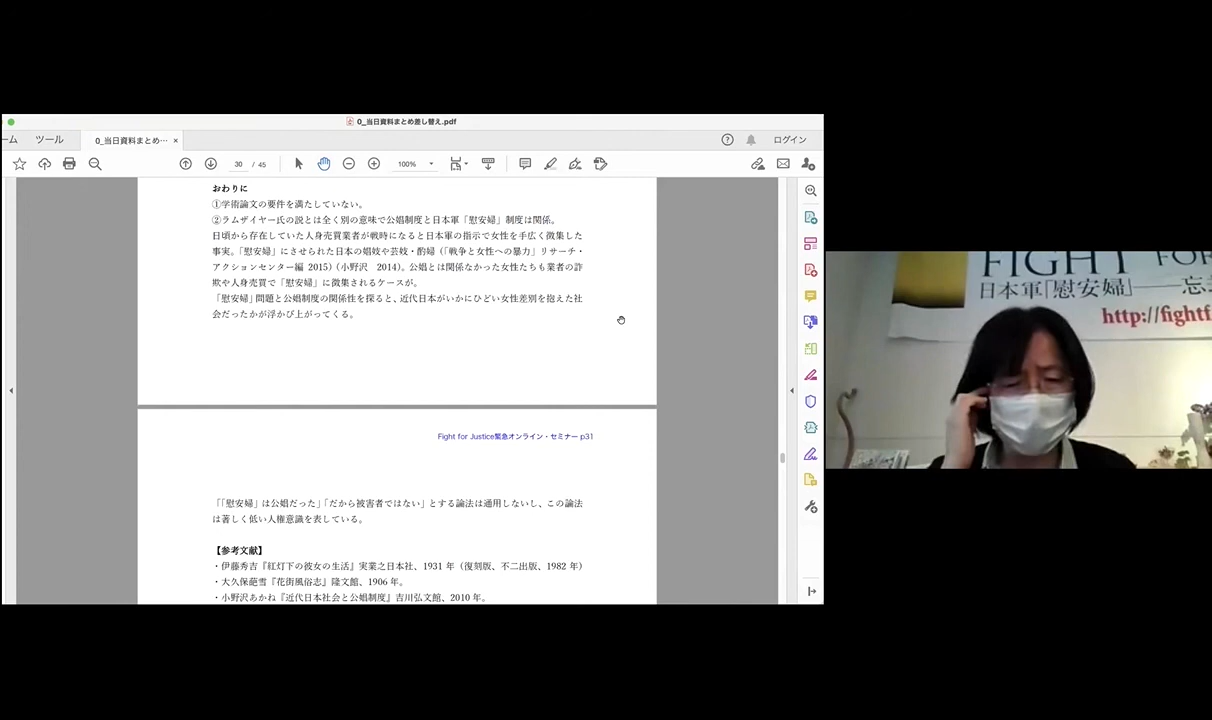 0_当日資料まとめ差し替え.pdf
ーム
ツール
0_当日資料まとめ…
×
ログイン
30 / 45
100%
おわりに
①学術論文の要件を満たしていない。
②ラムザイヤー氏の説とは全く別の意味で公娼制度と日本軍「慰安婦」制度は関係。
日頃から存在していた人身売買業者が戦時になると日本軍の指示で女性を手広く徴集した
事実。「慰安婦」にさせられた日本の娼妓や芸妓・酌婦（「戦争と女性への暴力」リサーチ・
アクションセンター編 2015）（小野沢 2014）。公娼とは関係なかった女性たちも業者の詐
欺や人身売買で「慰安婦」に徴集されるケースが。
「慰安婦」問題と公娼制度の関係性を探ると、近代日本がいかにひどい女性差別を抱えた社
会だったかが浮かび上がってくる。
Fight for Justice緊急オンライン・セミナー p31
「「慰安婦」は公娼だった」「だから被害者ではない」とする論法は通用しないし、この論法
は著しく低い人権意識を表している。
【参考文献】
・伊藤秀吉『紅灯下の彼女の生活』実業之日本社、1931 年（復刻版、不二出版、1982 年）
・大久保葩雪『花街風俗志』隆文館、1906 年。
・小野沢あかね『近代日本社会と公娼制度』吉川弘文館、2010 年。
FIGHT FOR
日本軍「慰安婦」――忘
http://fightf